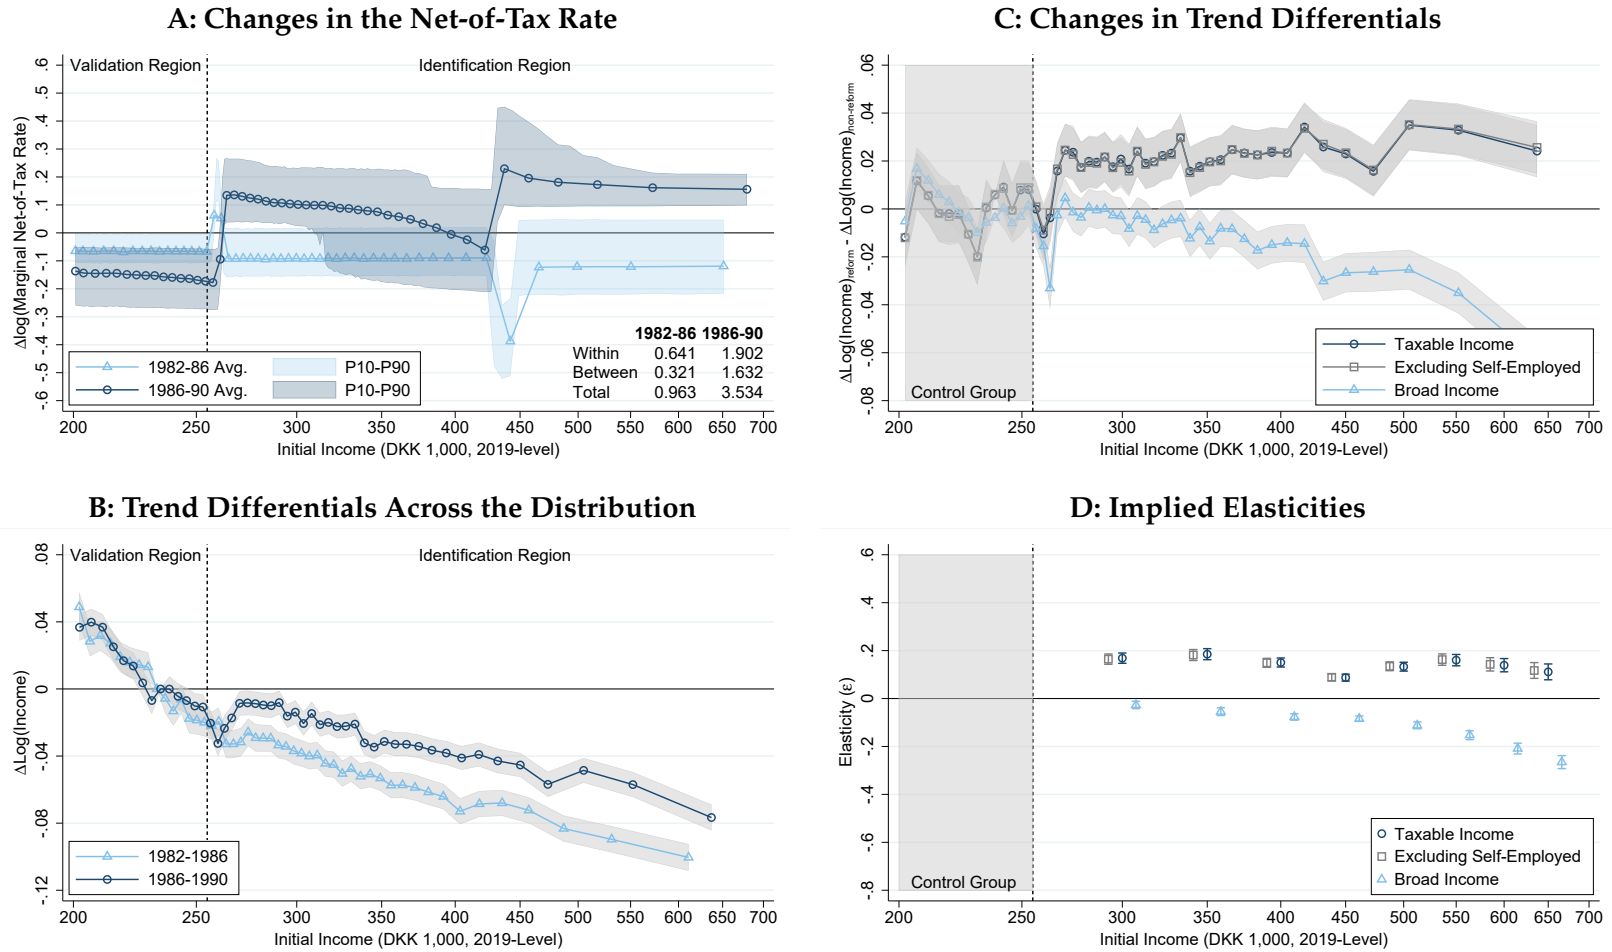 A: Changes in the Net-of-Tax Rate
Validation Region
Identification Region
Δlog(Marginal Net-of-Tax Rate)
.6
.5
.4
.3
.2
.1
0
-.1
-.2
-.3
-.4
-.5
-.6
1982-86 Avg. P10-P90
1986-90 Avg. P10-P90
1982-86 1986-90
Within 0.641 1.902
Between 0.321 1.632
Total 0.963 3.534
200 250 300 350 400 450 500 550 600 650 700
Initial Income (DKK 1,000, 2019-level)
C: Changes in Trend Differentials
ΔLog(Income)reform - ΔLog(Income)non-reform
.06
.04
.02
0
-.02
-.04
-.06
-.08
Control Group
Taxable Income
Excluding Self-Employed
Broad Income
200 250 300 350 400 450 500 550 600 650 700
Initial Income (DKK 1,000, 2019-level)
B: Trend Differentials Across the Distribution
Validation Region
Identification Region
ΔLog(Income)
.08
.04
0
-.04
-.08
-.12
1982-1986
1986-1990
200 250 300 350 400 450 500 550 600 650 700
Initial Income (DKK 1,000, 2019-Level)
D: Implied Elasticities
Elasticity (ε)
.6
.4
.2
0
-.2
-.4
-.6
-.8
Control Group
Taxable Income
Excluding Self-Employed
Broad Income
200 250 300 350 400 450 500 550 600 650 700
Initial Income (DKK 1,000, 2019-Level)